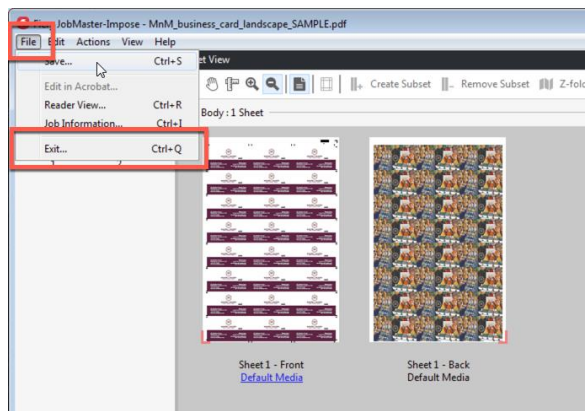 JobMaster-Impose - MnM_business_card_landscape_SAMPLE.pdf
File Edit Actions View Help
Save... Ctrl+S
Edit in Acrobat...
Reader View... Ctrl+R
Job Information... Ctrl+I
Exit... Ctrl+Q
et View
Create Subset Remove Subset Z-fold
Body : 1 Sheet
Sheet 1 - Front
Default Media
Sheet 1 - Back
Default Media